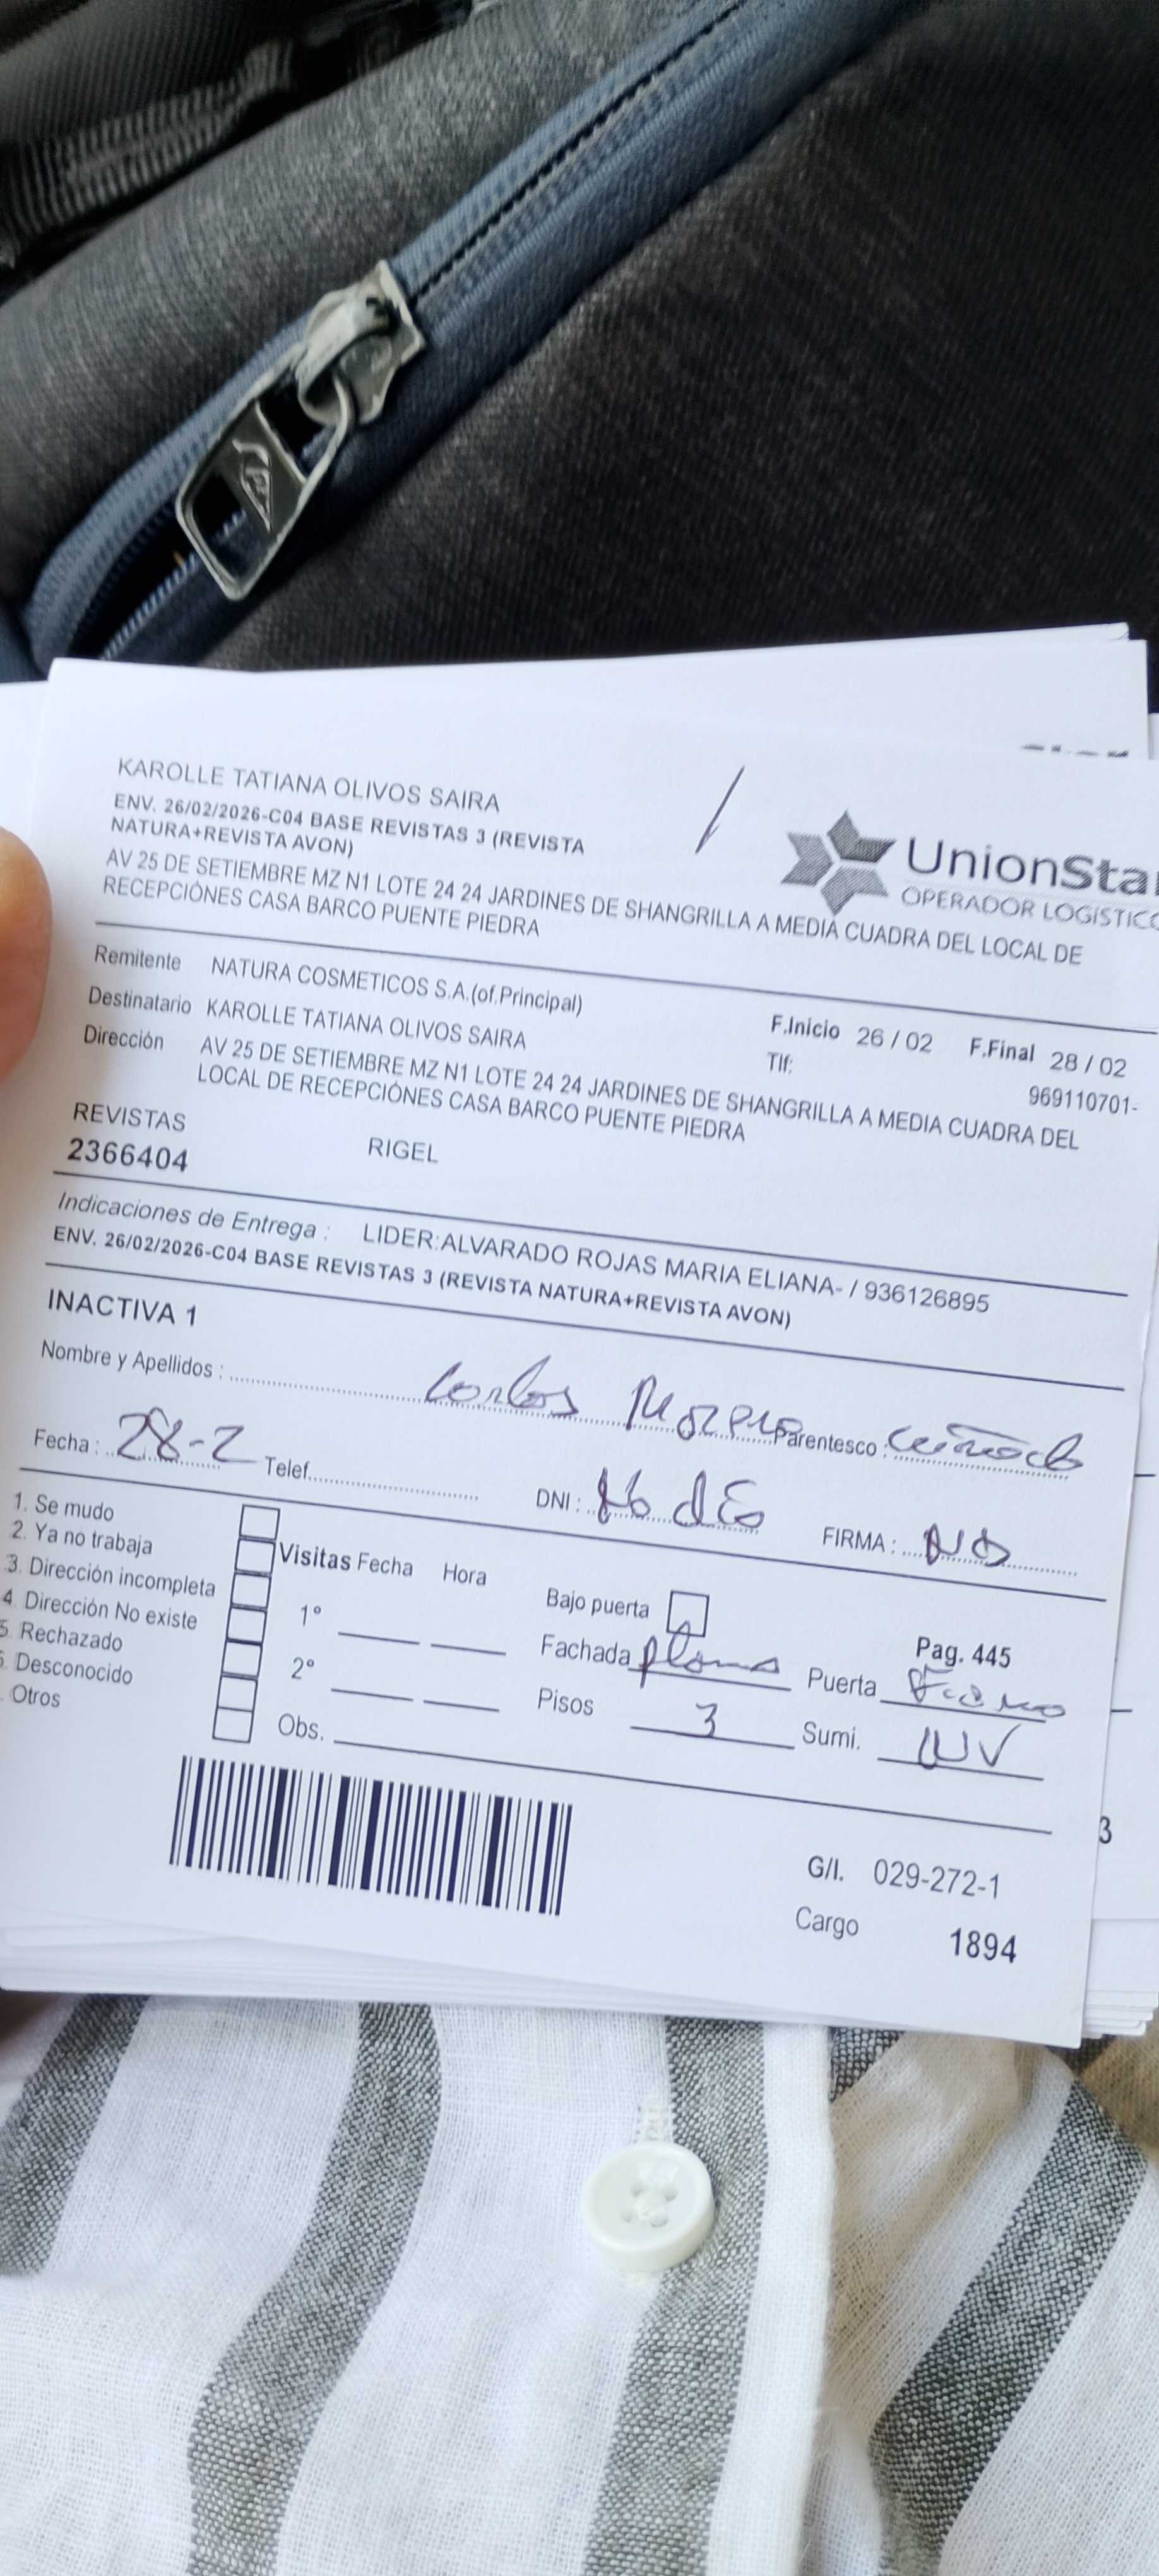 KAROLLE TATIANA OLIVOS SAIRA
ENV. 26/02/2026-C04 BASE REVISTAS 3 (REVISTA
NATURA+REVISTA AVON)
AV 25 DE SETIEMBRE MZ N1 LOTE 24 24 JARDINES DE SHANGRILLA A MEDIA CUADRA DEL LOCAL DE
RECEPCIÓNES CASA BARCO PUENTE PIEDRA
UnionSta
OPERADOR LOGISTICO
Remitente NATURA COSMETICOS S.A.(of.Principal)
Destinatario KAROLLE TATIANA OLIVOS SAIRA
F.Inicio 26 / 02 F.Final 28 / 02
Tlf: 969110701-
Dirección AV 25 DE SETIEMBRE MZ N1 LOTE 24 24 JARDINES DE SHANGRILLA A MEDIA CUADRA DEL
LOCAL DE RECEPCIÓNES CASA BARCO PUENTE PIEDRA
REVISTAS
2366404 RIGEL
Indicaciones de Entrega : LIDER:ALVARADO ROJAS MARIA ELIANA- / 936126895
ENV. 26/02/2026-C04 BASE REVISTAS 3 (REVISTA NATURA+REVISTA AVON)
INACTIVA 1
Nombre y Apellidos : Carlos Moreno Parentesco :
Fecha : 28-2 Telef. DNI : No dio FIRMA : NO
1. Se mudo
2. Ya no trabaja
3. Dirección incompleta
4. Dirección No existe
5. Rechazado
Desconocido
Otros
Visitas Fecha Hora
1°
2°
Obs.
Bajo puerta
Fachada plomo Puerta
Pisos 3 Sumi. INV
Pag. 445
G/I. 029-272-1
Cargo 1894
3